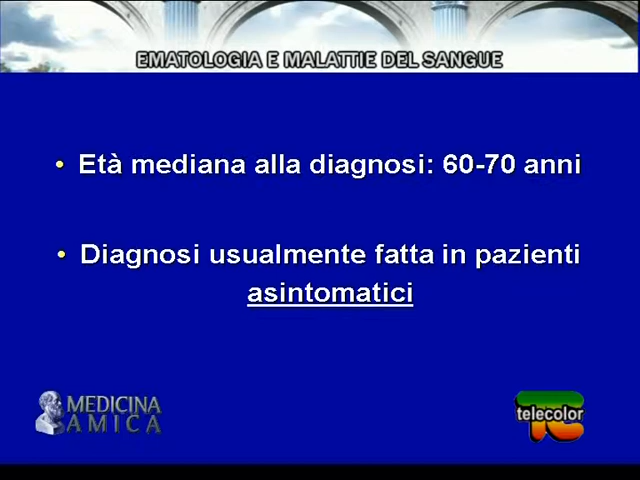 EMATOLOGIA E MALATTIE DEL SANGUE
• Età mediana alla diagnosi: 60-70 anni
• Diagnosi usualmente fatta in pazienti
asintomatici
MEDICINA
AMICA
telecolor